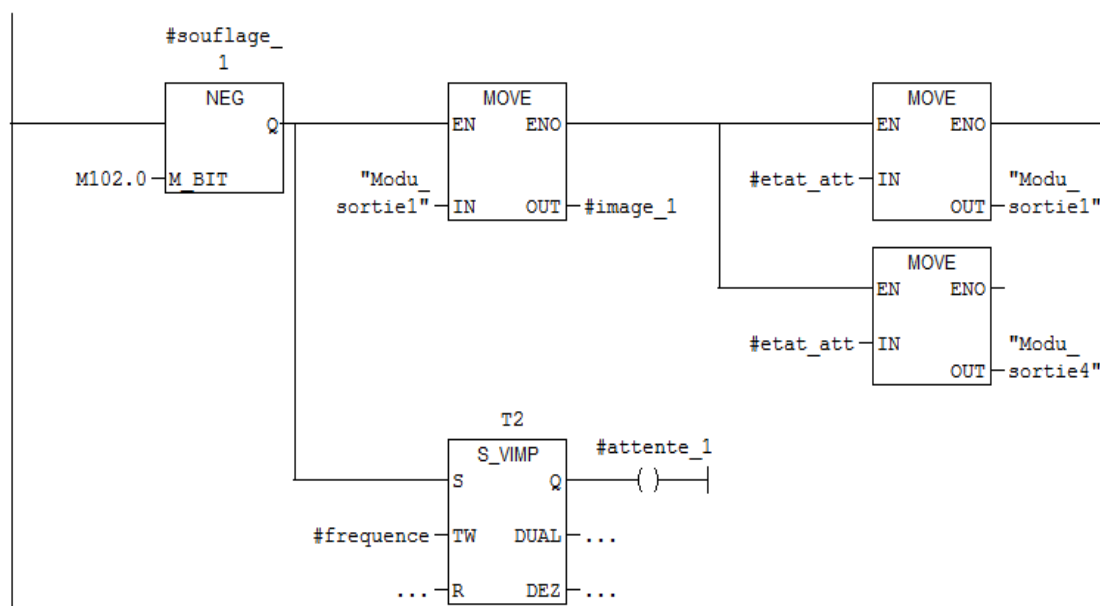 #souflage_
1
NEG
Q
M102.0
M_BIT
MOVE
EN ENO
"Modu_
sortie1"
IN OUT
#image_1
MOVE
EN ENO
#etat_att
IN
"Modu_
OUT
sortie1"
MOVE
EN ENO
#etat_att
IN
"Modu_
OUT
sortie4"
T2
S_VIMP
#attente_1
S Q
#frequence
TW DUAL
...
...
R DEZ
...